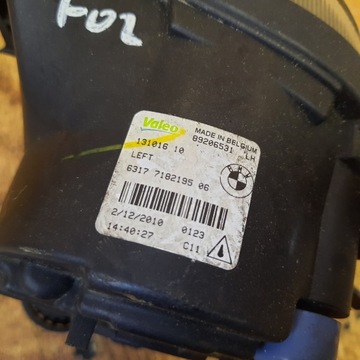 F02
Valeo
MADE IN BELGIUM
131016 10
89206531
LEFT
LH
6317 7182195 06
BMW
2/12/2010
0123
14:40:27
C11